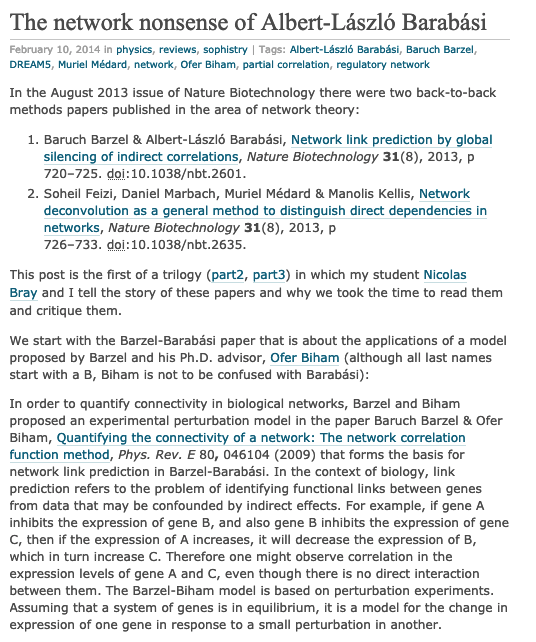 The network nonsense of Albert-László Barabási
February 10, 2014 in physics, reviews, sophistry | Tags: Albert-László Barabási, Baruch Barzel,
DREAM5, Muriel Médard, network, Ofer Biham, partial correlation, regulatory network
In the August 2013 issue of Nature Biotechnology there were two back-to-back
methods papers published in the area of network theory:
1. Baruch Barzel & Albert-László Barabási, Network link prediction by global
silencing of indirect correlations, Nature Biotechnology 31(8), 2013, p
720–725. doi:10.1038/nbt.2601.
2. Soheil Feizi, Daniel Marbach, Muriel Médard & Manolis Kellis, Network
deconvolution as a general method to distinguish direct dependencies in
networks, Nature Biotechnology 31(8), 2013, p
726–733. doi:10.1038/nbt.2635.
This post is the first of a trilogy (part2, part3) in which my student Nicolas
Bray and I tell the story of these papers and why we took the time to read them
and critique them.
We start with the Barzel-Barabási paper that is about the applications of a model
proposed by Barzel and his Ph.D. advisor, Ofer Biham (although all last names
start with a B, Biham is not to be confused with Barabási):
In order to quantify connectivity in biological networks, Barzel and Biham
proposed an experimental perturbation model in the paper Baruch Barzel & Ofer
Biham, Quantifying the connectivity of a network: The network correlation
function method, Phys. Rev. E 80, 046104 (2009) that forms the basis for
network link prediction in Barzel-Barabási. In the context of biology, link
prediction refers to the problem of identifying functional links between genes
from data that may be confounded by indirect effects. For example, if gene A
inhibits the expression of gene B, and also gene B inhibits the expression of gene
C, then if the expression of A increases, it will decrease the expression of B,
which in turn increase C. Therefore one might observe correlation in the
expression levels of gene A and C, even though there is no direct interaction
between them. The Barzel-Biham model is based on perturbation experiments.
Assuming that a system of genes is in equilibrium, it is a model for the change in
expression of one gene in response to a small perturbation in another.